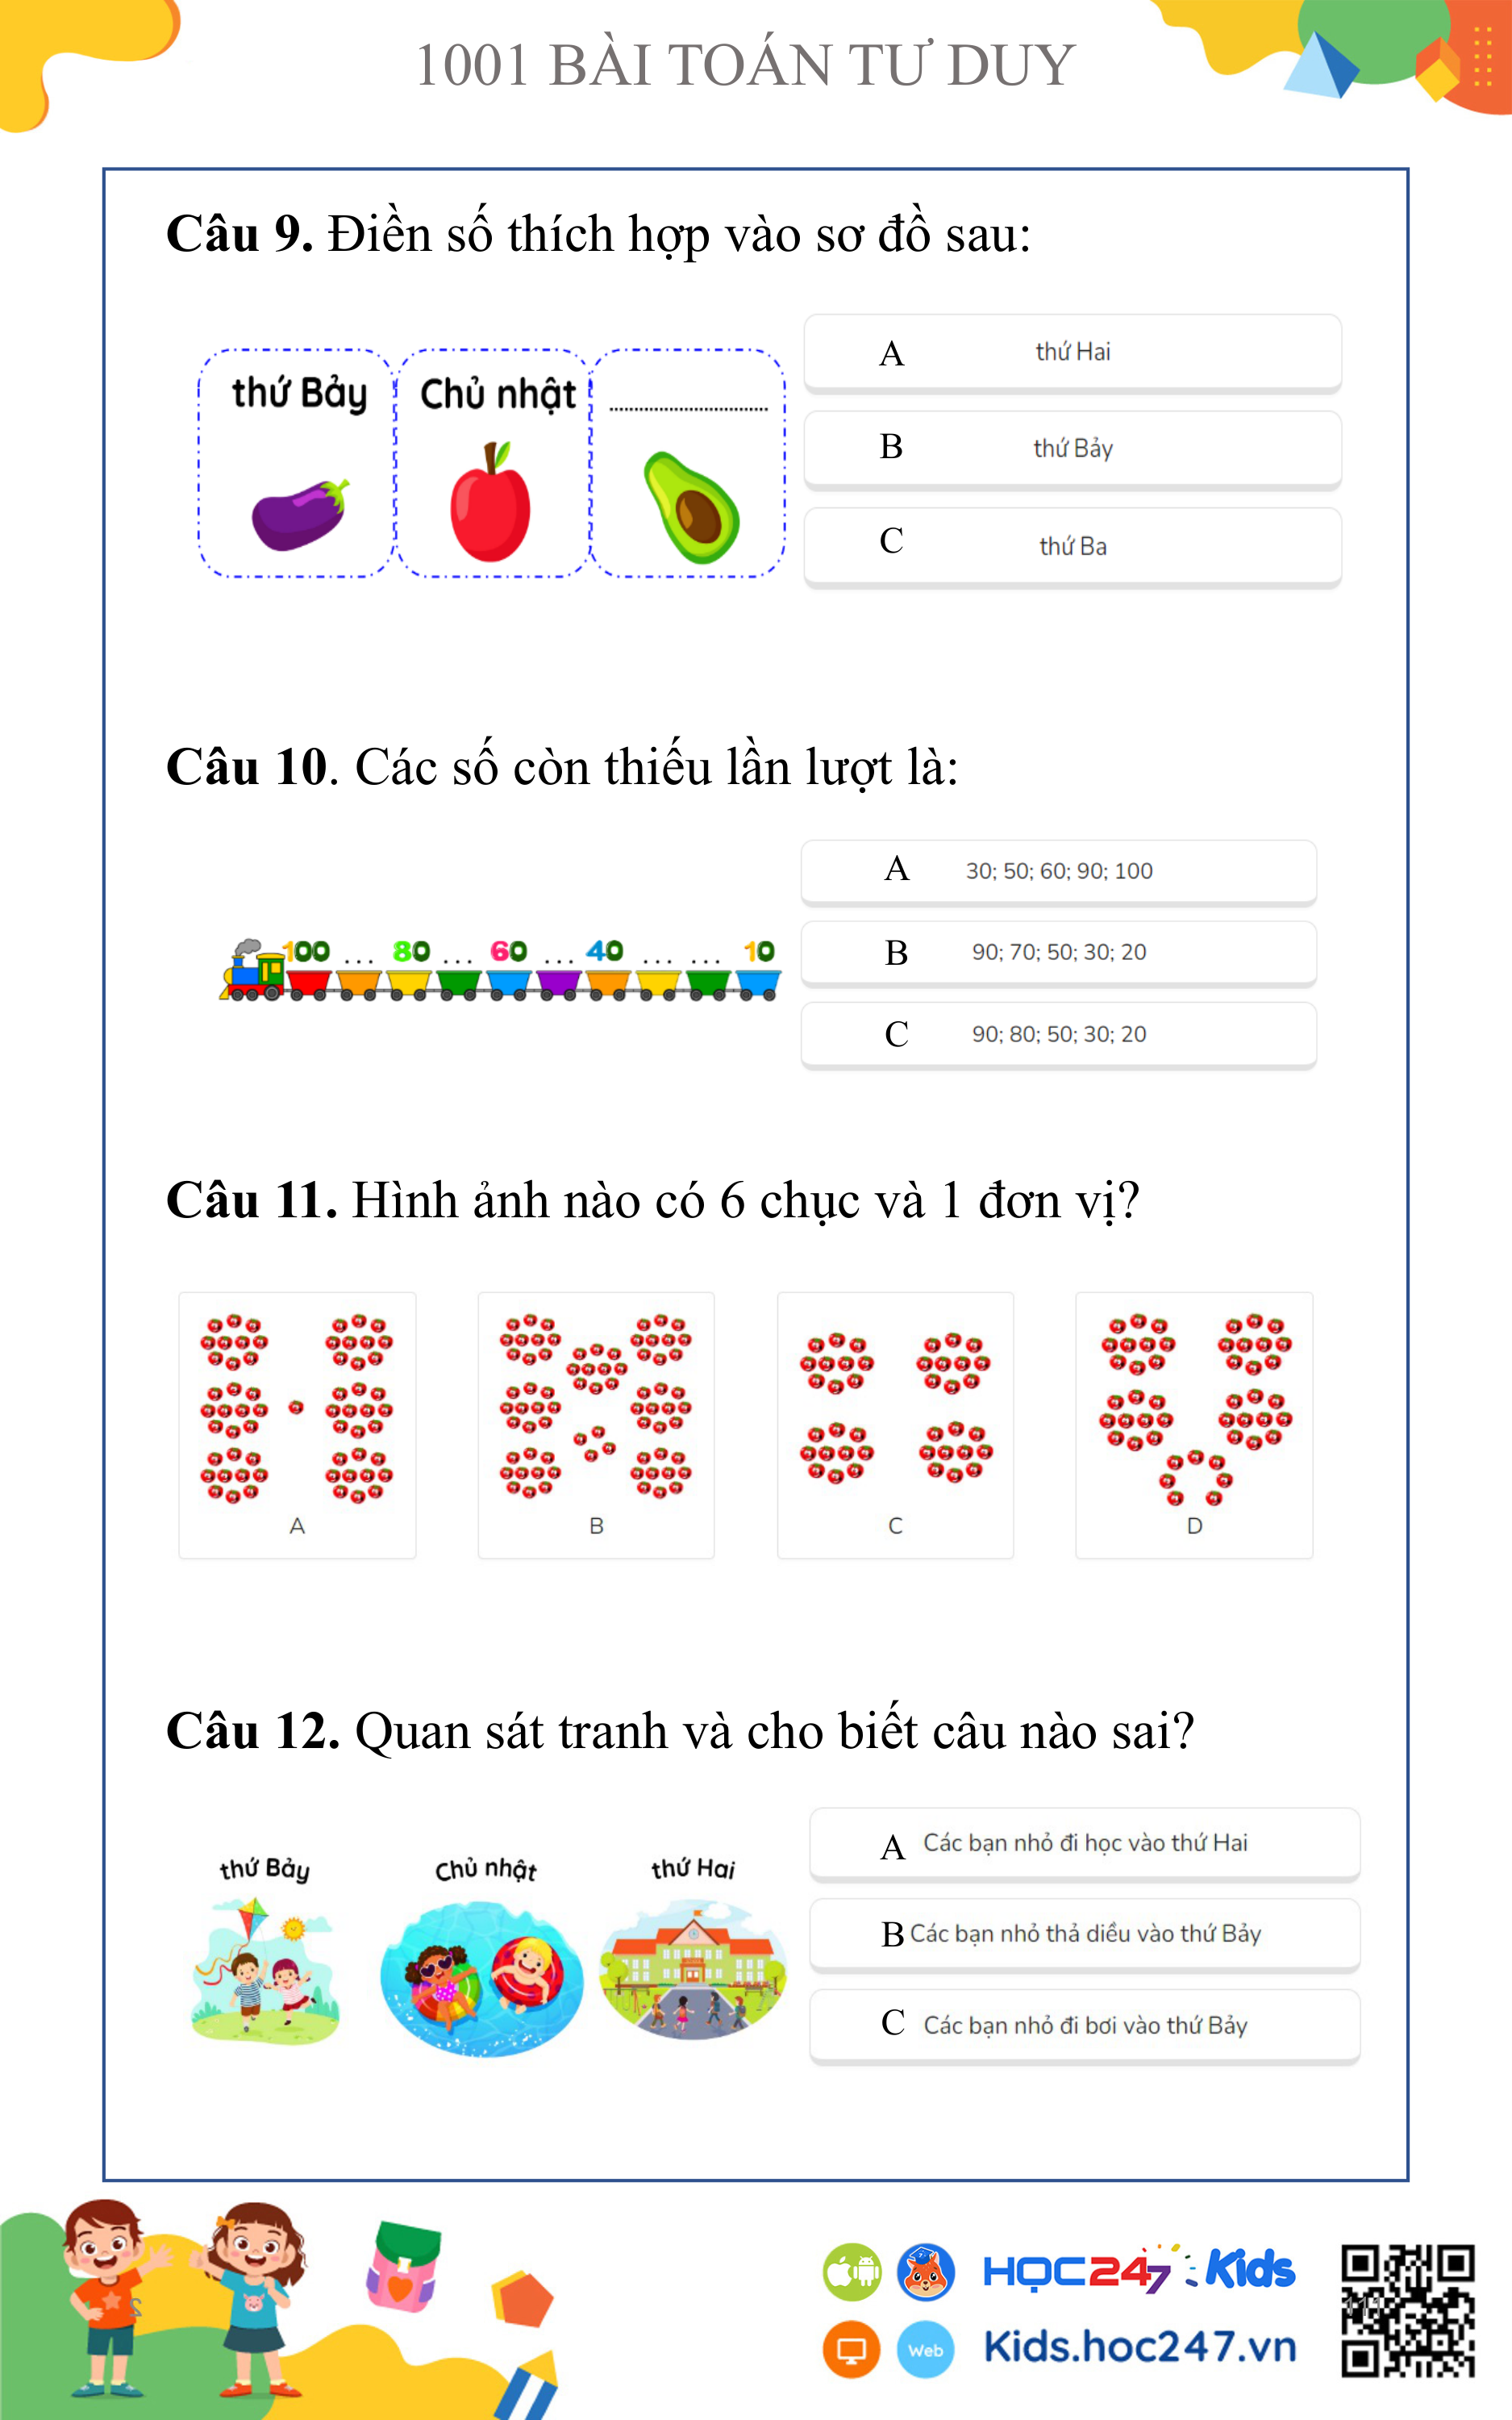 1001 BÀI TOÁN TƯ DUY
Câu 9. Điền số thích hợp vào sơ đồ sau:
thứ Bảy
Chủ nhật
....................
A
thứ Hai
B
thứ Bảy
C
thứ Ba
Câu 10. Các số còn thiếu lần lượt là:
100 ... 80 ... 60 ... 40 ... ... 10
A 30; 50; 60; 90; 100
B 90; 70; 50; 30; 20
C 90; 80; 50; 30; 20
Câu 11. Hình ảnh nào có 6 chục và 1 đơn vị?
A
B
C
D
Câu 12. Quan sát tranh và cho biết câu nào sai?
thứ Bảy
Chủ nhật
thứ Hai
A Các bạn nhỏ đi học vào thứ Hai
B Các bạn nhỏ thả diều vào thứ Bảy
C Các bạn nhỏ đi bơi vào thứ Bảy
HỌC247 Kids
Web
Kids.hoc247.vn